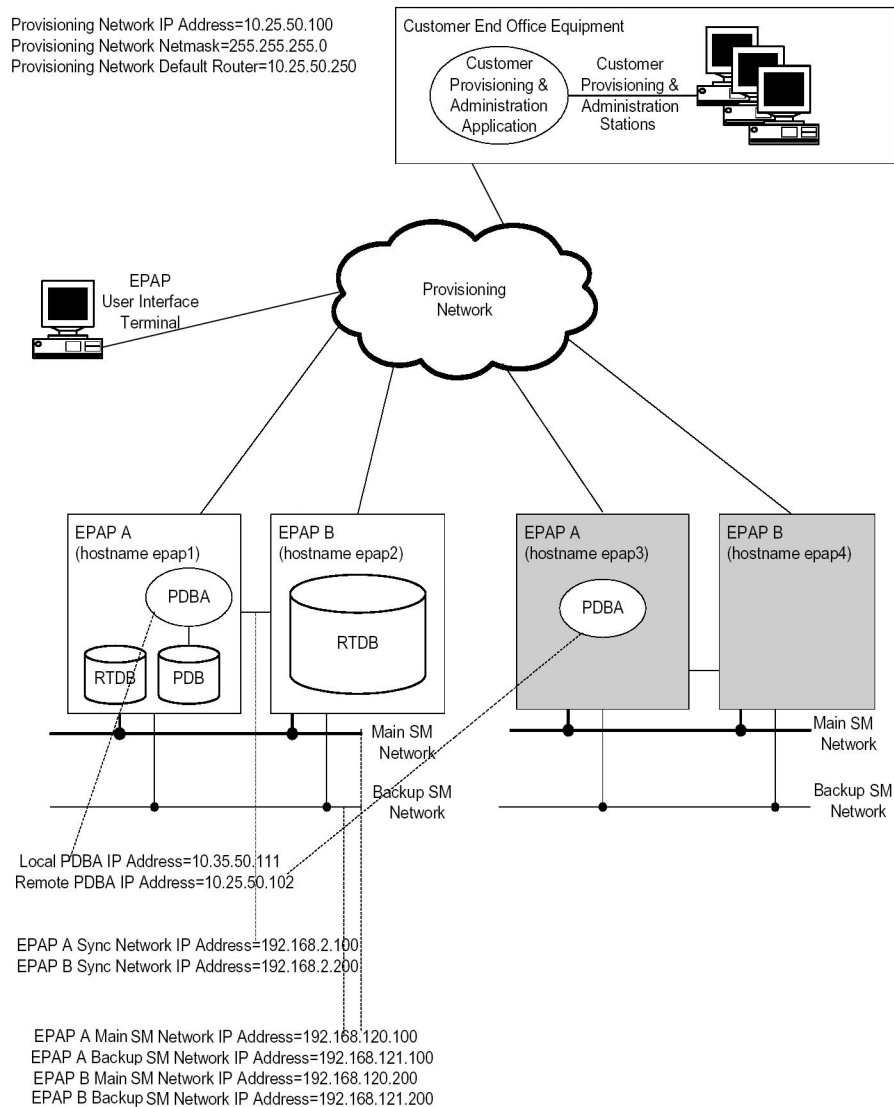 Provisioning Network IP Address=10.25.50.100
Provisioning Network Netmask=255.255.255.0
Provisioning Network Default Router=10.25.50.250
Customer End Office Equipment
Customer
Provisioning &
Administration
Application
Customer
Provisioning &
Administration
Stations
EPAP
User Interface
Terminal
Provisioning
Network
EPAP A
(hostname epap1)
PDBA
RTDB
PDB
EPAP B
(hostname epap2)
RTDB
EPAP A
(hostname epap3)
PDBA
EPAP B
(hostname epap4)
Main SM
Network
Backup SM
Network
Main SM
Network
Backup SM
Network
Local PDBA IP Address=10.35.50.111
Remote PDBA IP Address=10.25.50.102
EPAP A Sync Network IP Address=192.168.2.100
EPAP B Sync Network IP Address=192.168.2.200
EPAP A Main SM Network IP Address=192.168.120.100
EPAP A Backup SM Network IP Address=192.168.121.100
EPAP B Main SM Network IP Address=192.168.120.200
EPAP B Backup SM Network IP Address=192.168.121.200